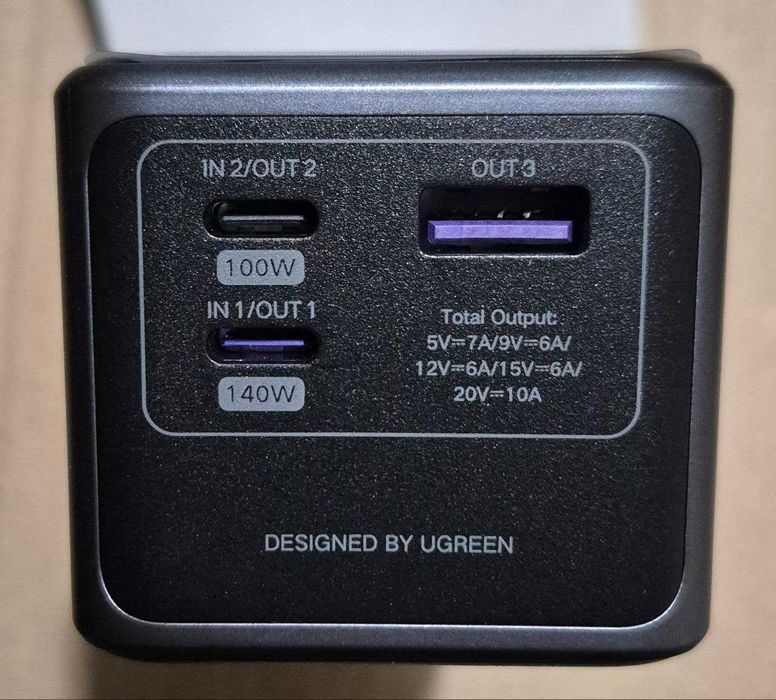 IN 2/OUT 2
100W
IN 1/OUT 1
140W
OUT 3
Total Output:
5V⎓7A/9V⎓6A/
12V⎓6A/15V⎓6A/
20V⎓10A
DESIGNED BY UGREEN